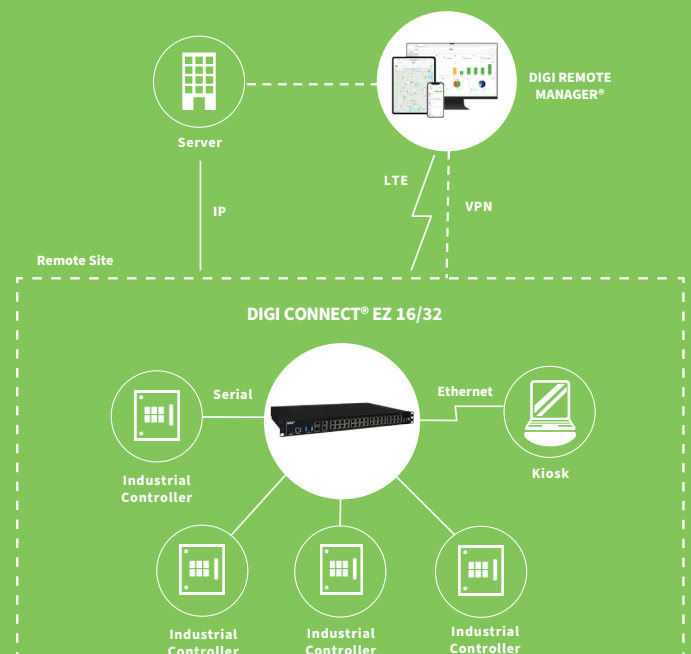 DIGI REMOTE
MANAGER®
Server
LTE
IP
VPN
Remote Site
DIGI CONNECT® EZ 16/32
Serial
Ethernet
Industrial
Controller
Kiosk
Industrial
Controller
Industrial
Controller
Industrial
Controller